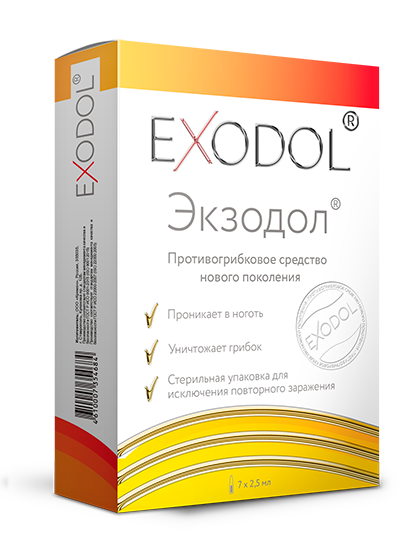 EXODOL®
Экзодол®
Противогрибковое средство
нового поколения
Проникает в ноготь
Уничтожает грибок
Стерильная упаковка для
исключения повторного заражения
EXODOL
7 x 2,5 мл
EXODOL
4610007554684